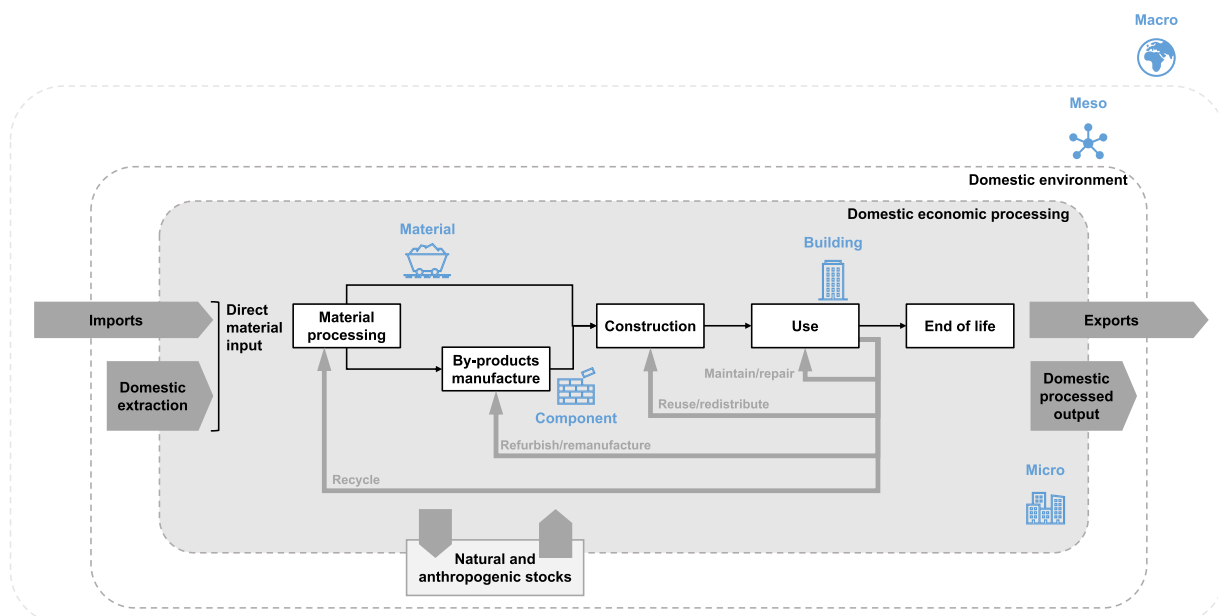 Macro
Meso
Domestic environment
Domestic economic processing
Material
Building
Imports
Direct
material
input
Material
processing
Construction
Use
End of life
Exports
By-products
manufacture
Maintain/repair
Domestic
extraction
Domestic
processed
output
Component
Reuse/redistribute
Refurbish/remanufacture
Recycle
Micro
Natural and
anthropogenic stocks